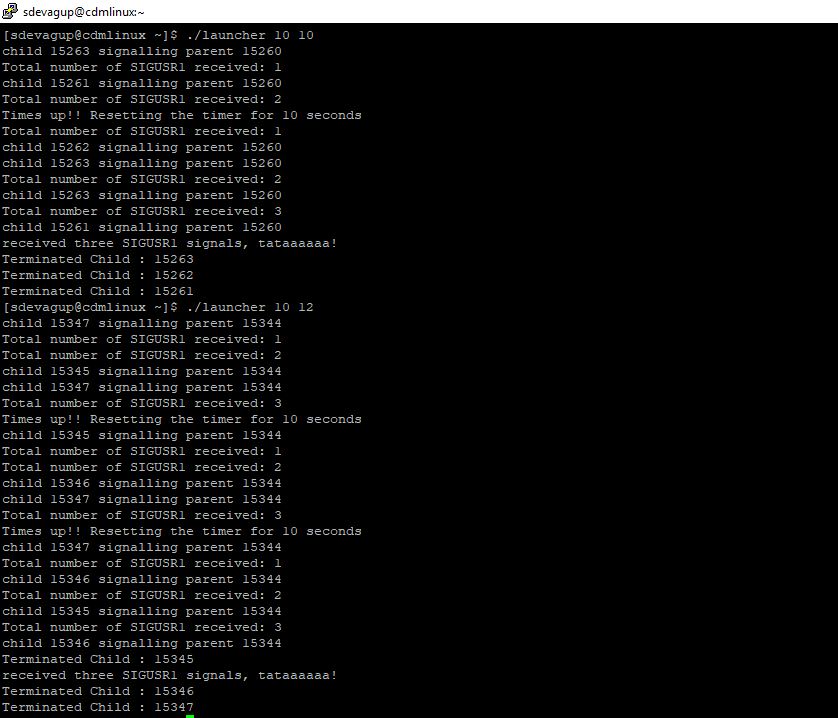 sdevagup@cdmlinux:~
[sdevagup@cdmlinux ~]$ ./launcher 10 10
child 15263 signalling parent 15260
Total number of SIGUSR1 received: 1
child 15261 signalling parent 15260
Total number of SIGUSR1 received: 2
Times up!! Resetting the timer for 10 seconds
Total number of SIGUSR1 received: 1
child 15262 signalling parent 15260
child 15263 signalling parent 15260
Total number of SIGUSR1 received: 2
child 15263 signalling parent 15260
Total number of SIGUSR1 received: 3
child 15261 signalling parent 15260
received three SIGUSR1 signals, tataaaaaa!
Terminated Child : 15263
Terminated Child : 15262
Terminated Child : 15261
[sdevagup@cdmlinux ~]$ ./launcher 10 12
child 15347 signalling parent 15344
Total number of SIGUSR1 received: 1
Total number of SIGUSR1 received: 2
child 15345 signalling parent 15344
child 15347 signalling parent 15344
Total number of SIGUSR1 received: 3
Times up!! Resetting the timer for 10 seconds
child 15345 signalling parent 15344
Total number of SIGUSR1 received: 1
Total number of SIGUSR1 received: 2
child 15346 signalling parent 15344
child 15347 signalling parent 15344
Total number of SIGUSR1 received: 3
Times up!! Resetting the timer for 10 seconds
child 15347 signalling parent 15344
Total number of SIGUSR1 received: 1
child 15346 signalling parent 15344
Total number of SIGUSR1 received: 2
child 15345 signalling parent 15344
Total number of SIGUSR1 received: 3
child 15346 signalling parent 15344
Terminated Child : 15345
received three SIGUSR1 signals, tataaaaaa!
Terminated Child : 15346
Terminated Child : 15347